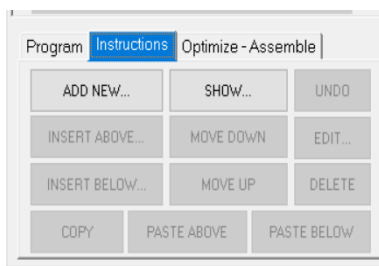 Program Instructions Optimize - Assemble
ADD NEW... SHOW... UNDO
INSERT ABOVE... MOVE DOWN EDIT...
INSERT BELOW... MOVE UP DELETE
COPY PASTE ABOVE PASTE BELOW